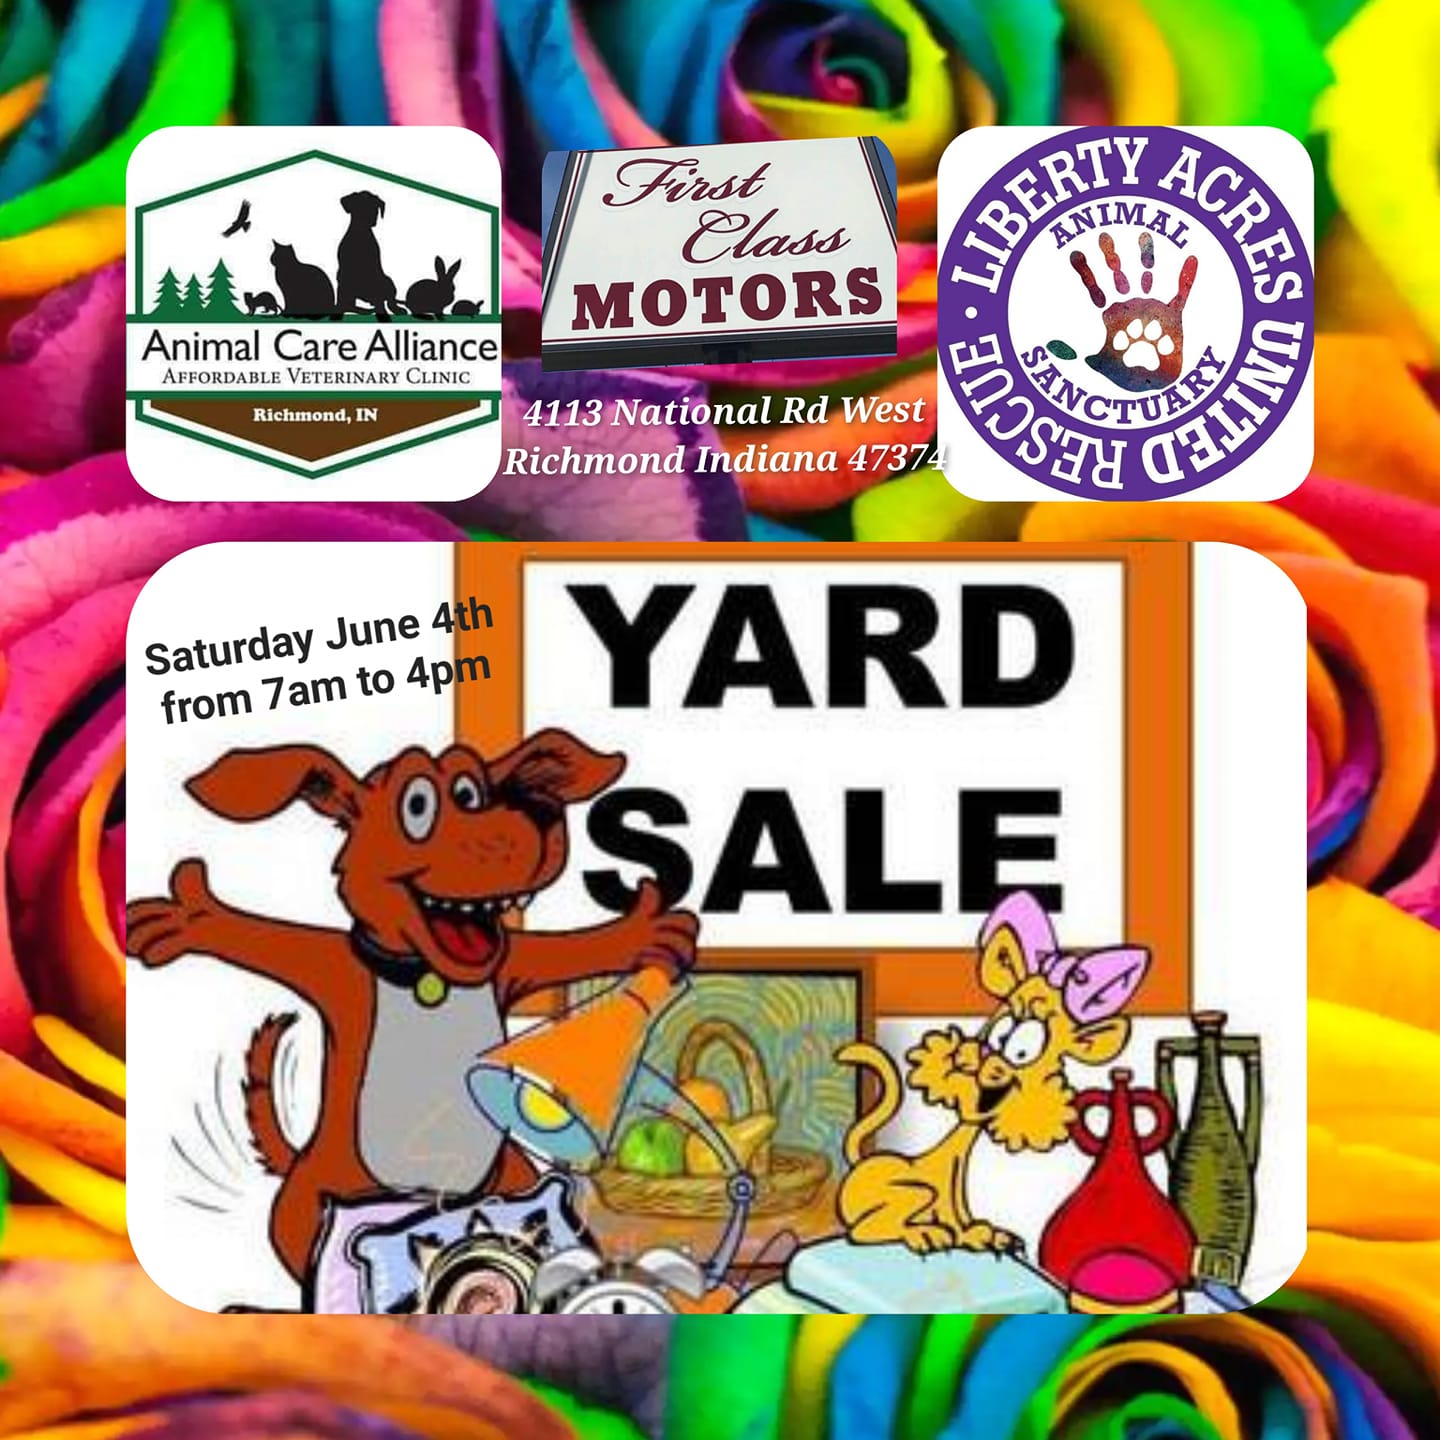 Animal Care Alliance
AFFORDABLE VETERINARY CLINIC
Richmond, IN
First
Class
MOTORS
4113 National Rd West
Richmond Indiana 47374
LIBERTY ACRES UNITED RESCUE
ANIMAL
SANCTUARY
Saturday June 4th
from 7am to 4pm
YARD
SALE